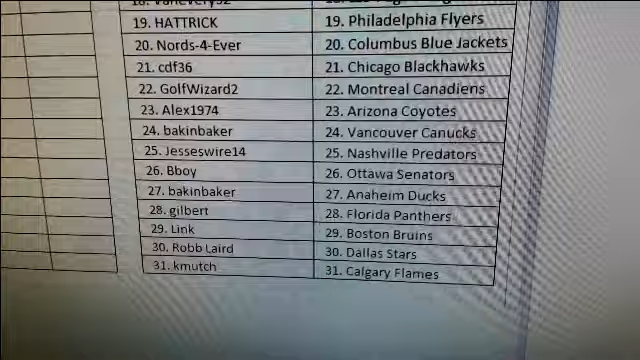 18. VanEvery52
19. HATTRICK 19. Philadelphia Flyers
20. Nords-4-Ever 20. Columbus Blue Jackets
21. cdf36 21. Chicago Blackhawks
22. GolfWizard2 22. Montreal Canadiens
23. Alex1974 23. Arizona Coyotes
24. bakinbaker 24. Vancouver Canucks
25. Jesseswire14 25. Nashville Predators
26. Bboy 26. Ottawa Senators
27. bakinbaker 27. Anaheim Ducks
28. gilbert 28. Florida Panthers
29. Link 29. Boston Bruins
30. Robb Laird 30. Dallas Stars
31. kmutch 31. Calgary Flames